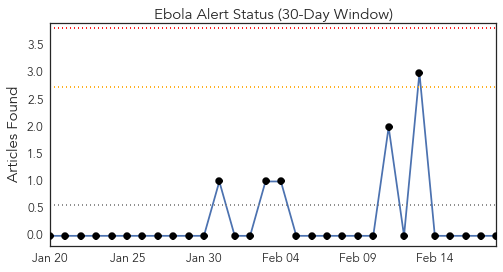 Ebola Alert Status (30-Day Window)
Articles Found
3.5
3.0
2.5
2.0
1.5
1.0
0.5
0.0
Jan 20 Jan 25 Jan 30 Feb 04 Feb 09 Feb 14